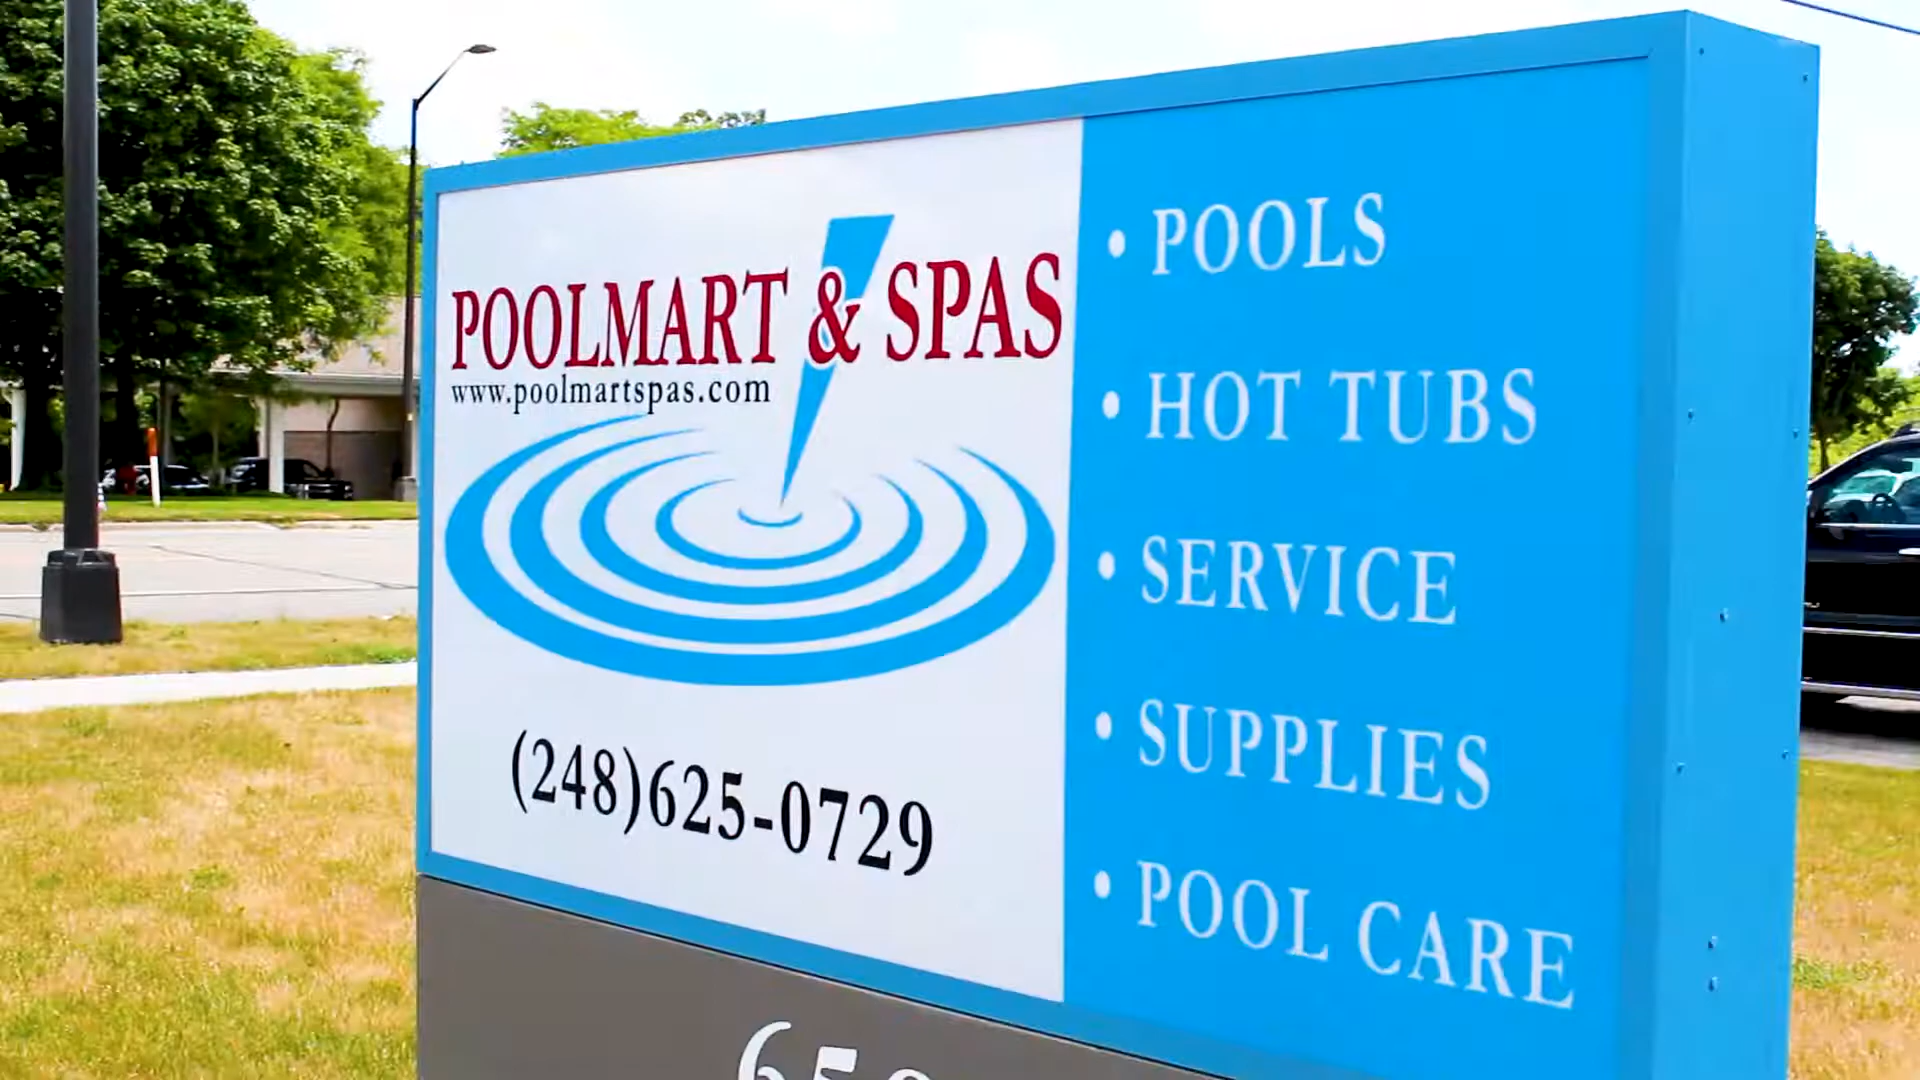 POOLMART & SPAS
www.poolmartspas.com
(248)625-0729
• POOLS
• HOT TUBS
• SERVICE
• SUPPLIES
• POOL CARE